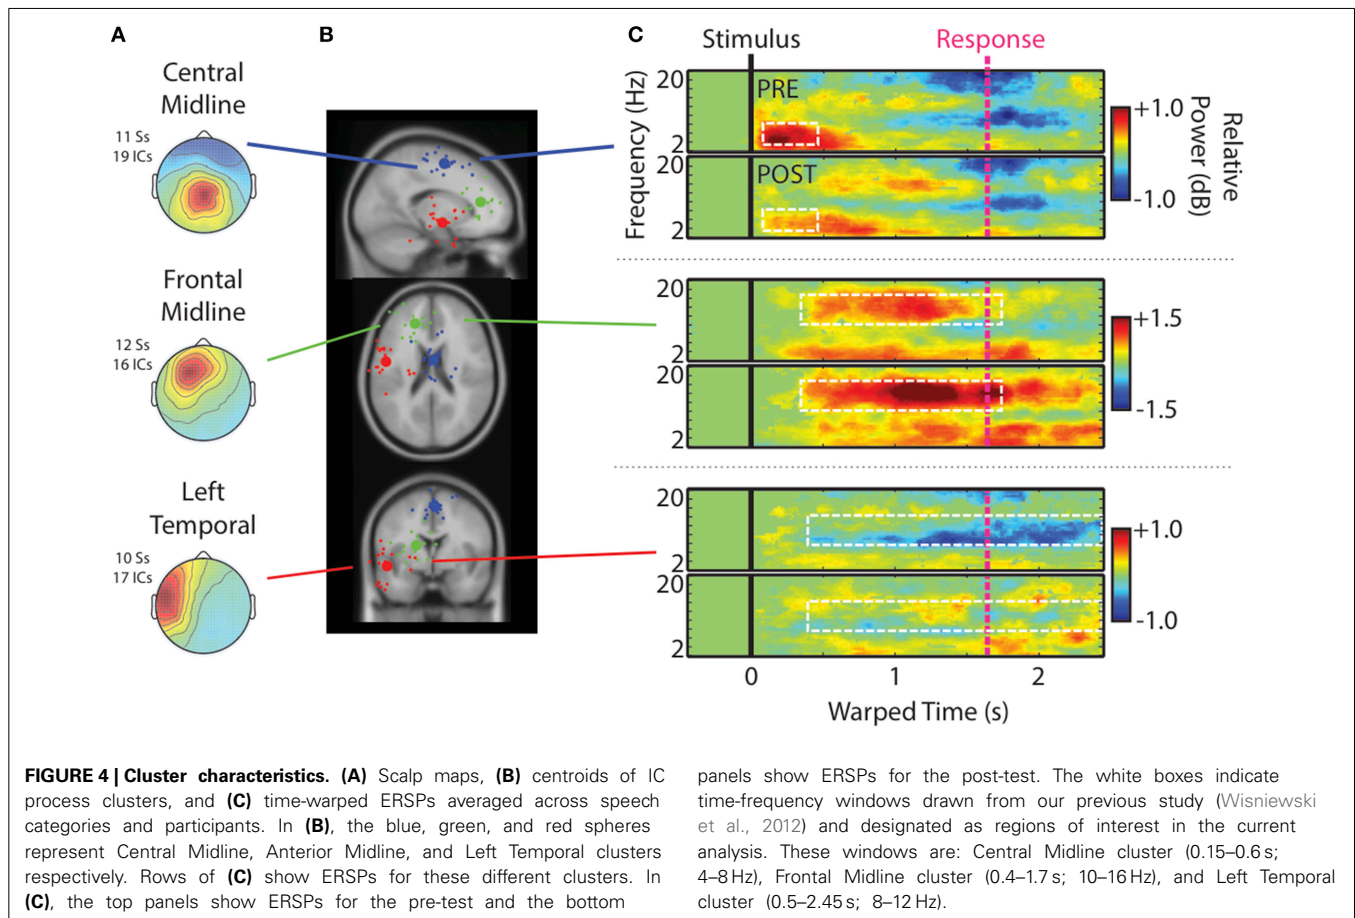 A
B
C
Stimulus
Response
Central
Midline
11 Ss
19 ICs
Frontal
Midline
12 Ss
16 ICs
Left
Temporal
10 Ss
17 ICs
Frequency (Hz)
20
PRE
2
20
POST
2
+1.0
-1.0
Relative
Power (dB)
20
2
20
2
+1.5
-1.5
20
2
20
2
+1.0
-1.0
0
1
2
Warped Time (s)
FIGURE 4 | Cluster characteristics. (A) Scalp maps, (B) centroids of IC
process clusters, and (C) time-warped ERSPs averaged across speech
categories and participants. In (B), the blue, green, and red spheres
represent Central Midline, Anterior Midline, and Left Temporal clusters
respectively. Rows of (C) show ERSPs for these different clusters. In
(C), the top panels show ERSPs for the pre-test and the bottom
panels show ERSPs for the post-test. The white boxes indicate
time-frequency windows drawn from our previous study (Wisniewski
et al., 2012) and designated as regions of interest in the current
analysis. These windows are: Central Midline cluster (0.15–0.6 s;
4–8 Hz), Frontal Midline cluster (0.4–1.7 s; 10–16 Hz), and Left Temporal
cluster (0.5–2.45 s; 8–12 Hz).